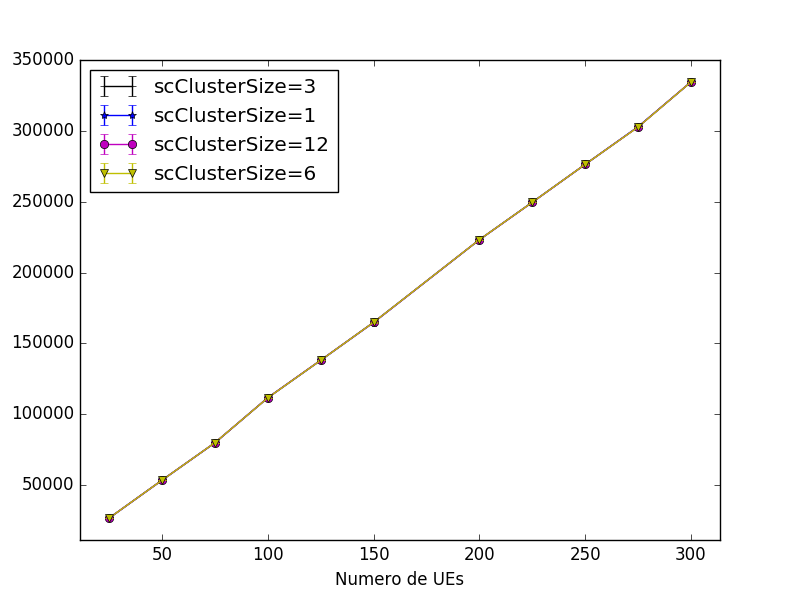 350000
300000
250000
200000
150000
100000
50000
scClusterSize=3
scClusterSize=1
scClusterSize=12
scClusterSize=6
50 100 150 200 250 300
Numero de UEs